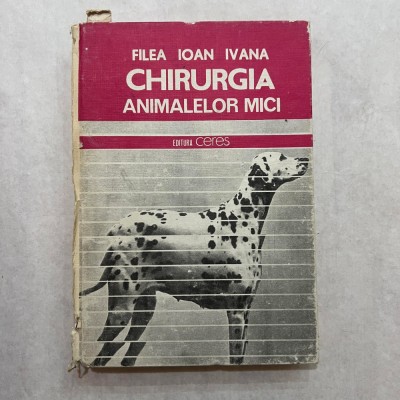 FILEA IOAN IVANA
CHIRURGIA
ANIMALELOR MICI
EDITURA ceres